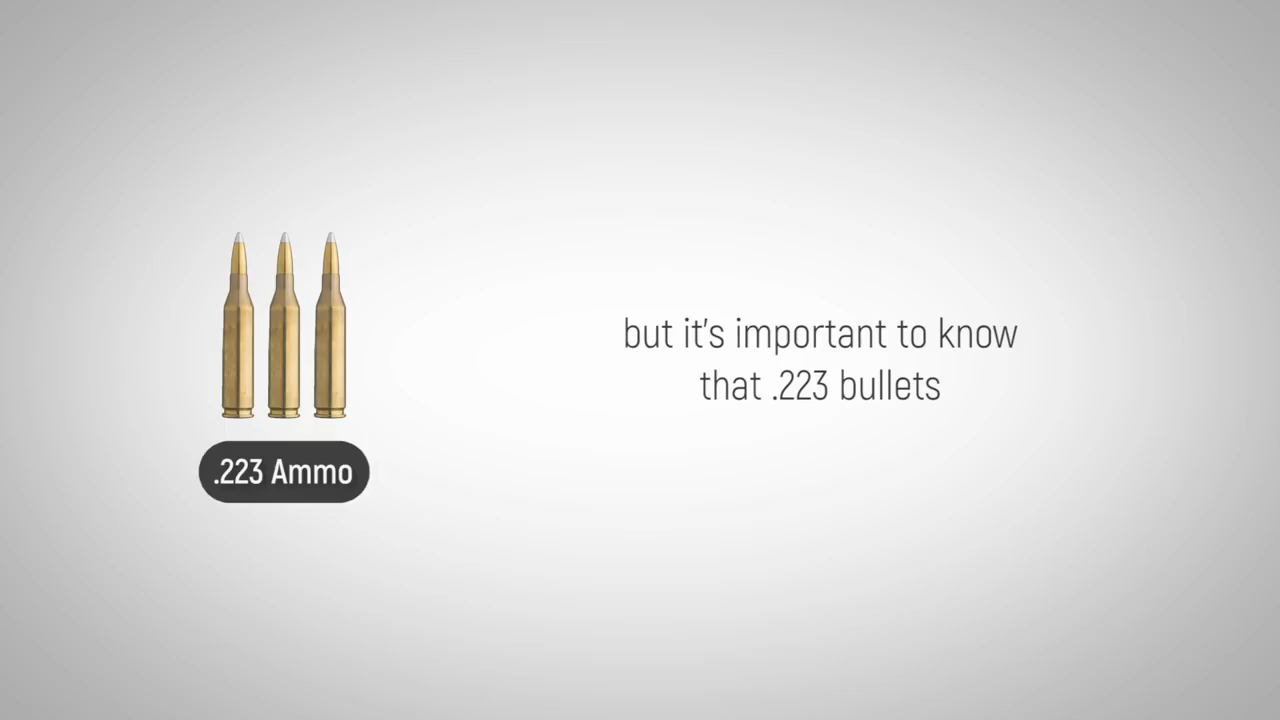 but it's important to know
that .223 bullets
.223 Ammo